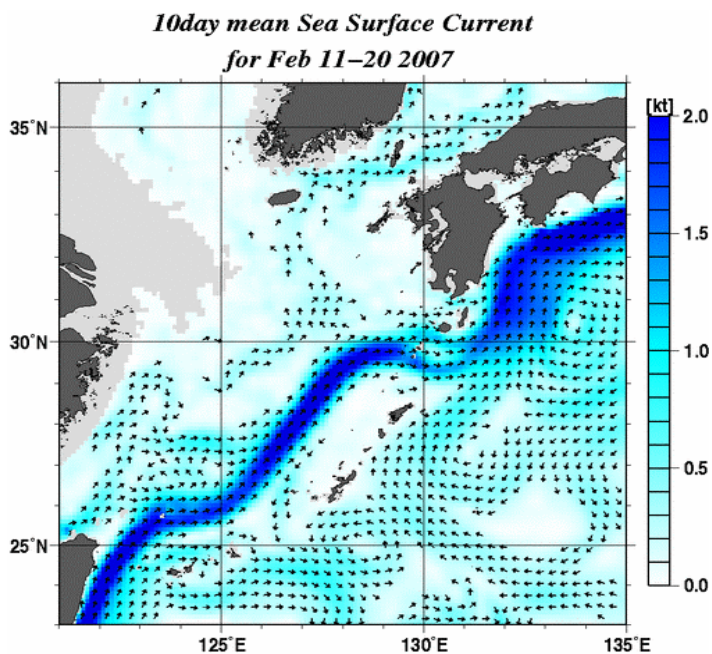 10day mean Sea Surface Current
for Feb 11–20 2007
[kt]
35°N
2.0
1.5
30°N
1.0
0.5
25°N
0.0
125°E
130°E
135°E